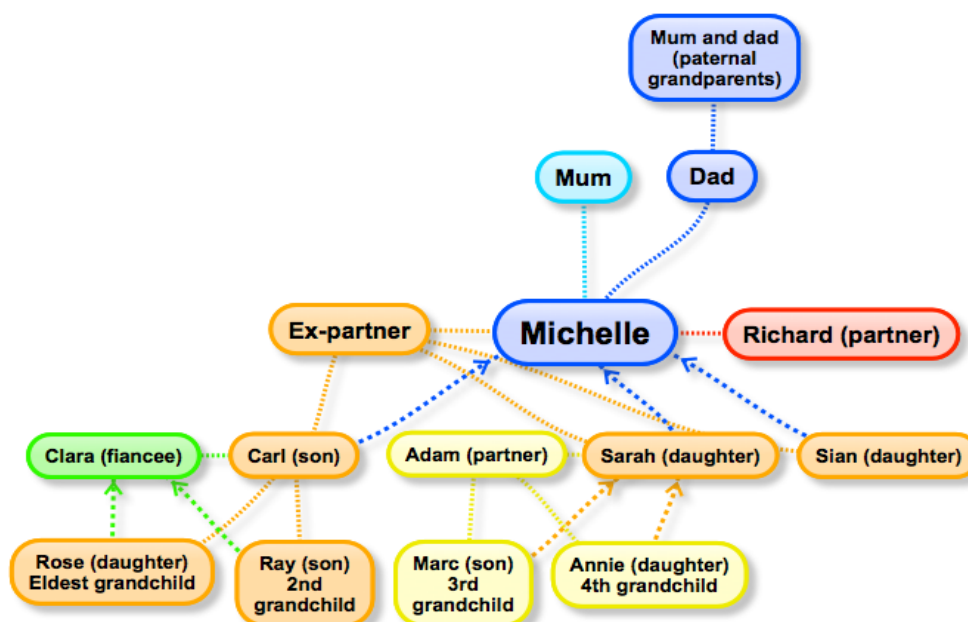 Mum and dad
(paternal
grandparents)
Mum
Dad
Ex-partner
Michelle
Richard (partner)
Clara (fiancee)
Carl (son)
Adam (partner)
Sarah (daughter)
Sian (daughter)
Rose (daughter)
Eldest grandchild
Ray (son)
2nd
grandchild
Marc (son)
3rd
grandchild
Annie (daughter)
4th grandchild